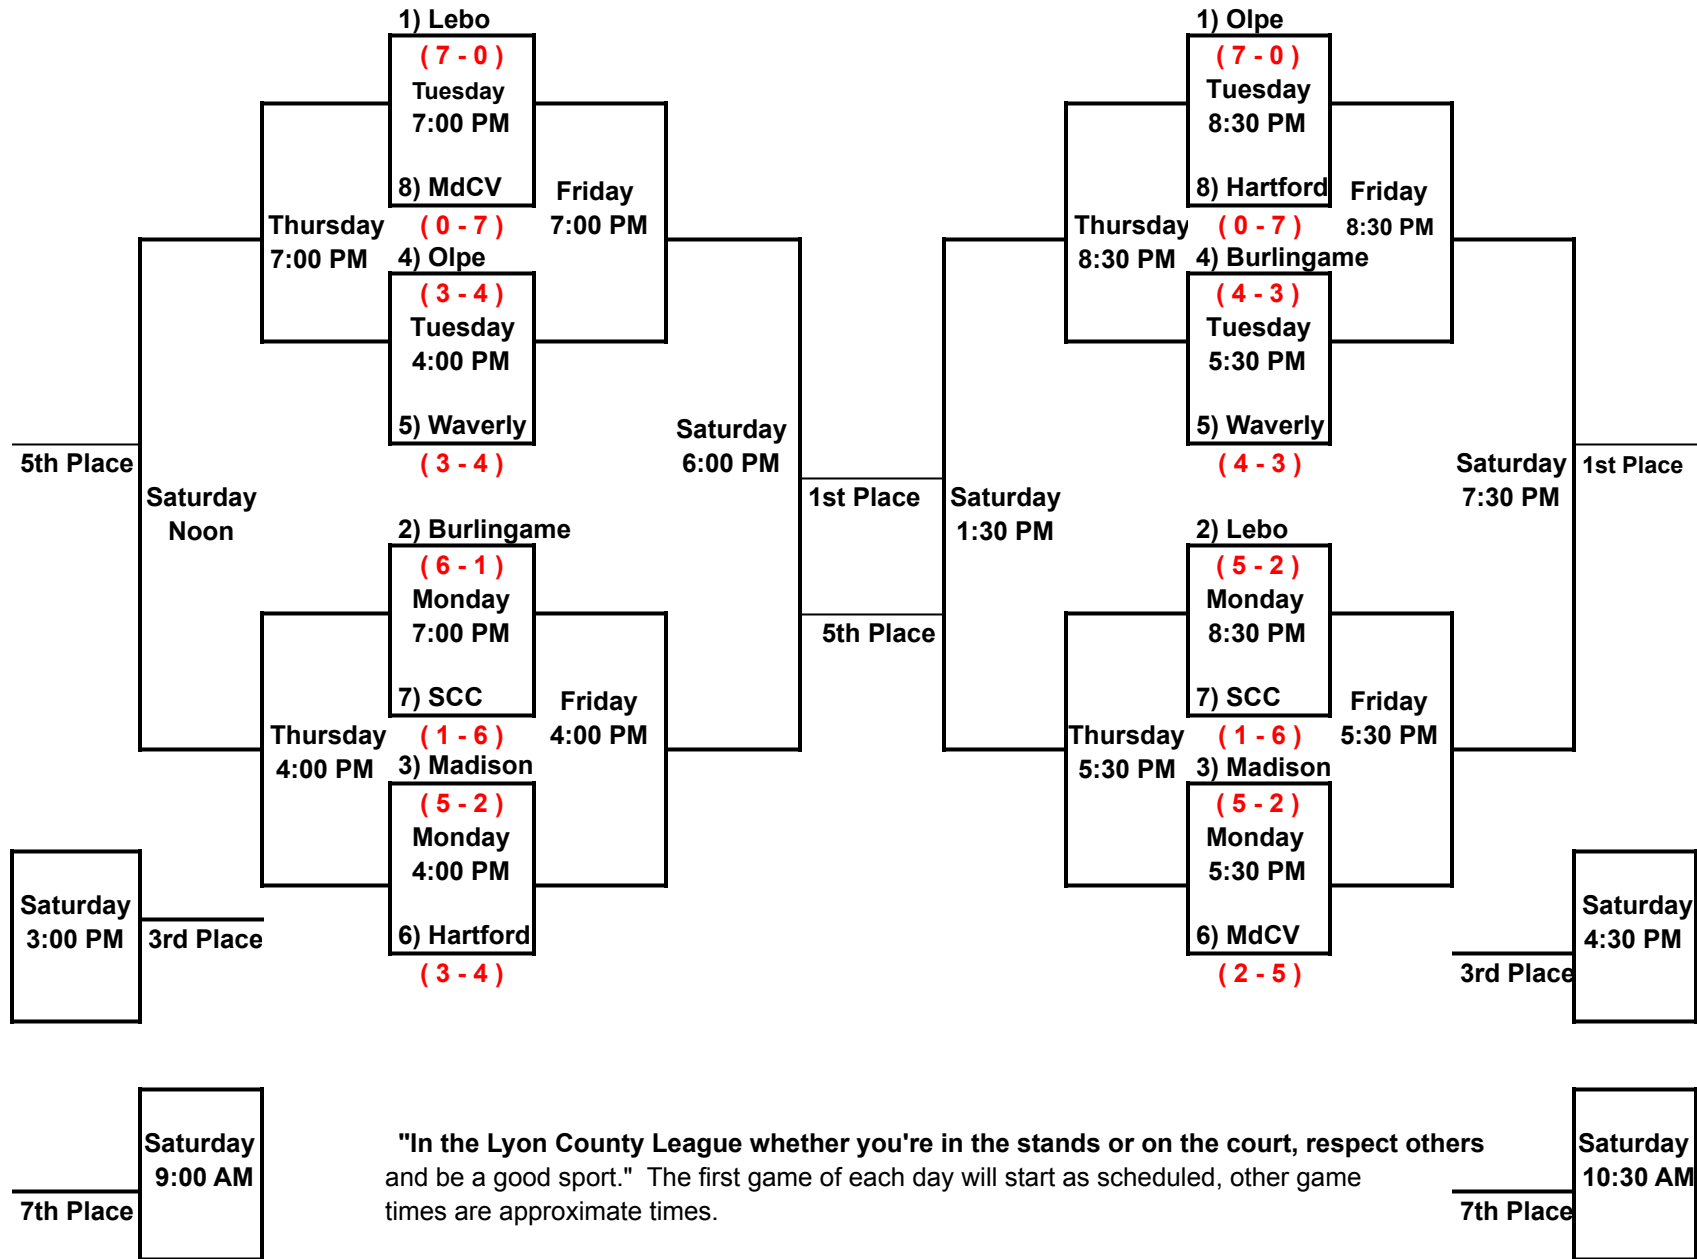 1) Lebo
( 7 - 0 )
Tuesday
7:00 PM
8) MdCV
( 0 - 7 )
Thursday
7:00 PM
Friday
7:00 PM
4) Olpe
( 3 - 4 )
Tuesday
4:00 PM
5) Waverly
( 3 - 4 )
5th Place
Saturday
Noon
Saturday
6:00 PM
1st Place
2) Burlingame
( 6 - 1 )
Monday
7:00 PM
7) SCC
( 1 - 6 )
Thursday
4:00 PM
Friday
4:00 PM
3) Madison
( 5 - 2 )
Monday
4:00 PM
6) Hartford
( 3 - 4 )
Saturday
3:00 PM
3rd Place
Saturday
9:00 AM
7th Place
1) Olpe
( 7 - 0 )
Tuesday
8:30 PM
8) Hartford
( 0 - 7 )
Thursday
8:30 PM
Friday
8:30 PM
4) Burlingame
( 4 - 3 )
Tuesday
5:30 PM
5) Waverly
( 4 - 3 )
Saturday
1:30 PM
5th Place
Saturday
7:30 PM
1st Place
2) Lebo
( 5 - 2 )
Monday
8:30 PM
7) SCC
( 1 - 6 )
Thursday
5:30 PM
Friday
5:30 PM
3) Madison
( 5 - 2 )
Monday
5:30 PM
6) MdCV
( 2 - 5 )
Saturday
4:30 PM
3rd Place
Saturday
10:30 AM
7th Place
"In the Lyon County League whether you're in the stands or on the court, respect others
and be a good sport." The first game of each day will start as scheduled, other game
times are approximate times.